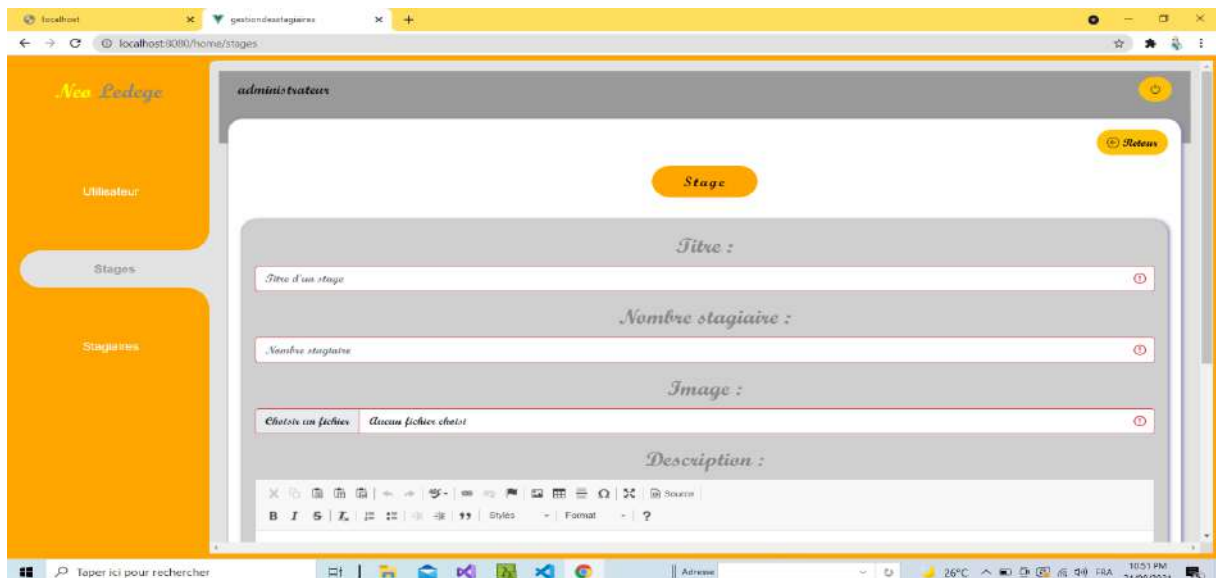 localhost
gestiondesstagiaires
localhost:8080/home/stages
Neo Ledege
administrateur
Retour
Stage
Utilisateur
Stages
Stagiaires
Titre :
Titre d'un stage
Nombre stagiaire :
Nombre stagiaire
Image :
Choisir un fichier Aucun fichier choisi
Description :
Source
B I S Styles Format ?
Taper ici pour rechercher
Adresse
26°C
FRA
10:51 PM